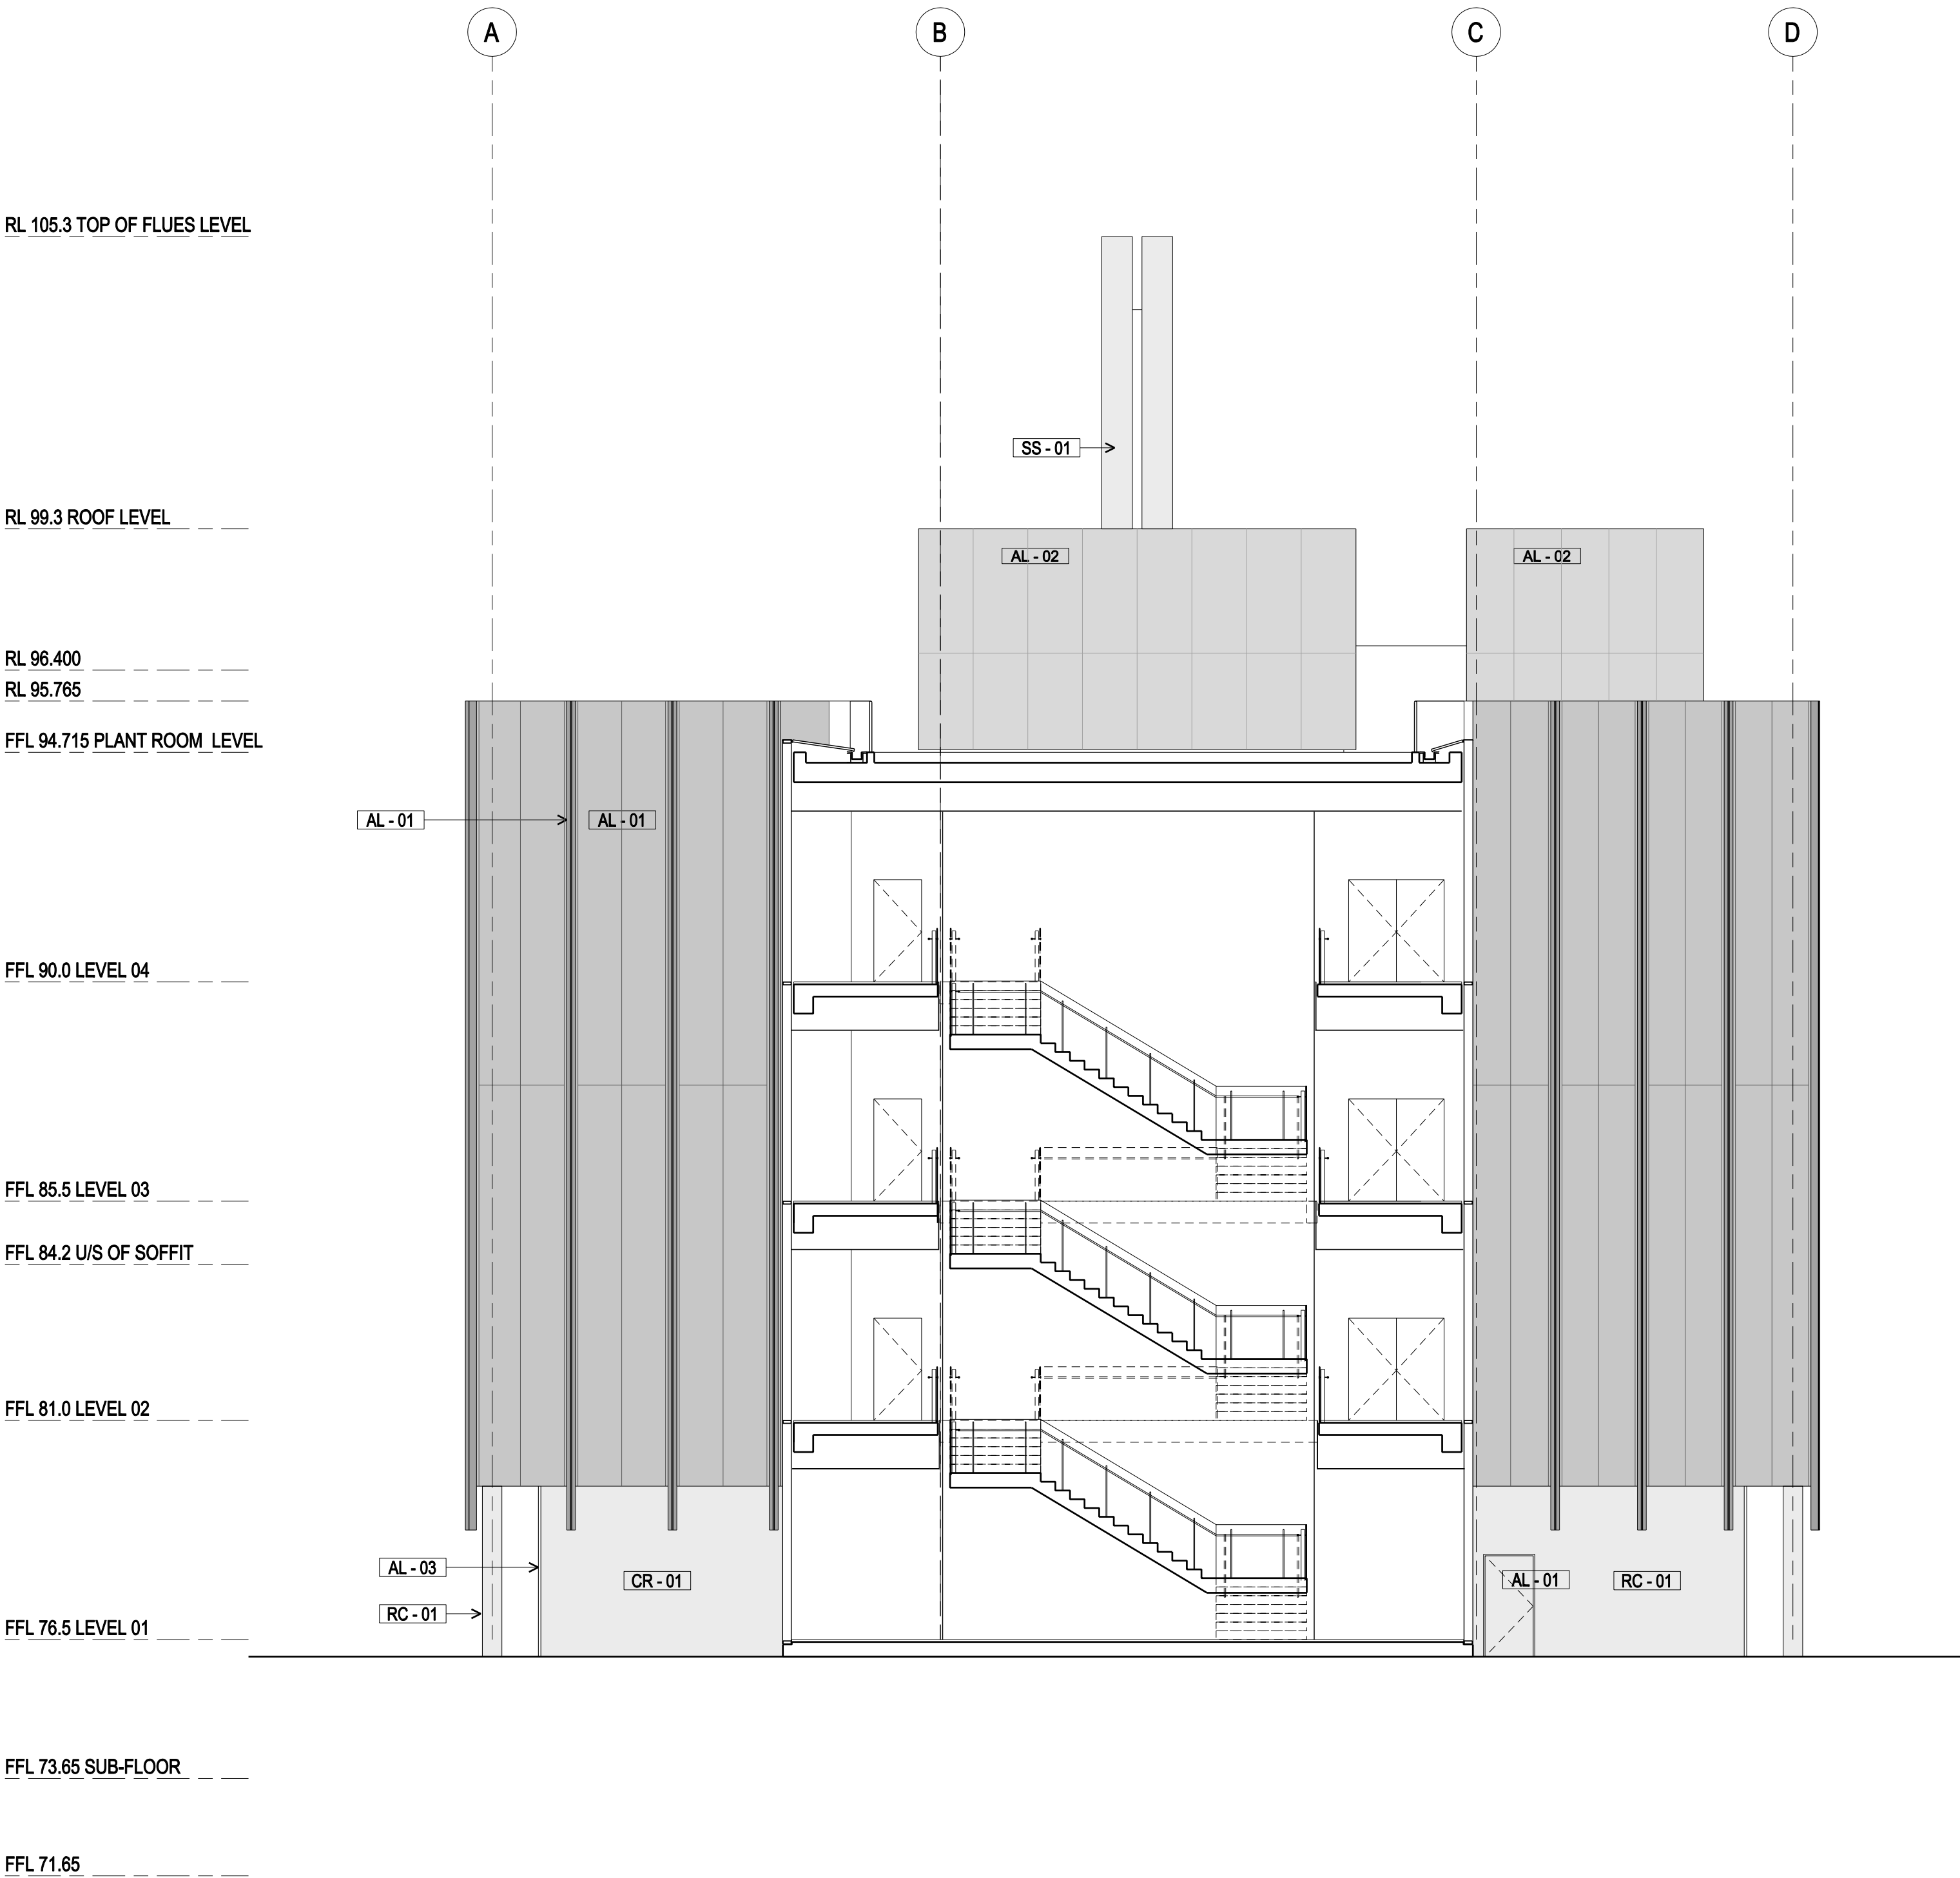 A
B
C
D
RL 105.3 TOP OF FLUES LEVEL
SS - 01
RL 99.3 ROOF LEVEL
AL - 02
AL - 02
RL 96.400
RL 95.765
FFL 94.715 PLANT ROOM LEVEL
AL - 01
AL - 01
FFL 90.0 LEVEL 04
FFL 85.5 LEVEL 03
FFL 84.2 U/S OF SOFFIT
FFL 81.0 LEVEL 02
AL - 03
CR - 01
AL - 01
RC - 01
RC - 01
FFL 76.5 LEVEL 01
FFL 73.65 SUB-FLOOR
FFL 71.65